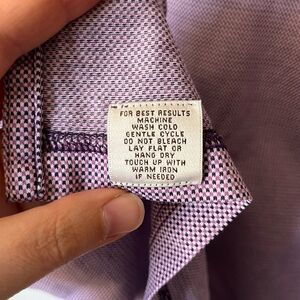 FOR BEST RESULTS
MACHINE
WASH COLD
GENTLE CYCLE
DO NOT BLEACH
LAY FLAT OR
HAND DRY
TOUCH UP WITH
WARM IRON
IF NEEDED